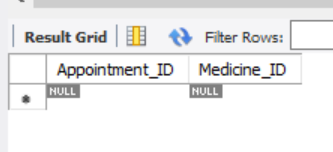 Result Grid Filter Rows:
Appointment_ID Medicine_ID
NULL NULL